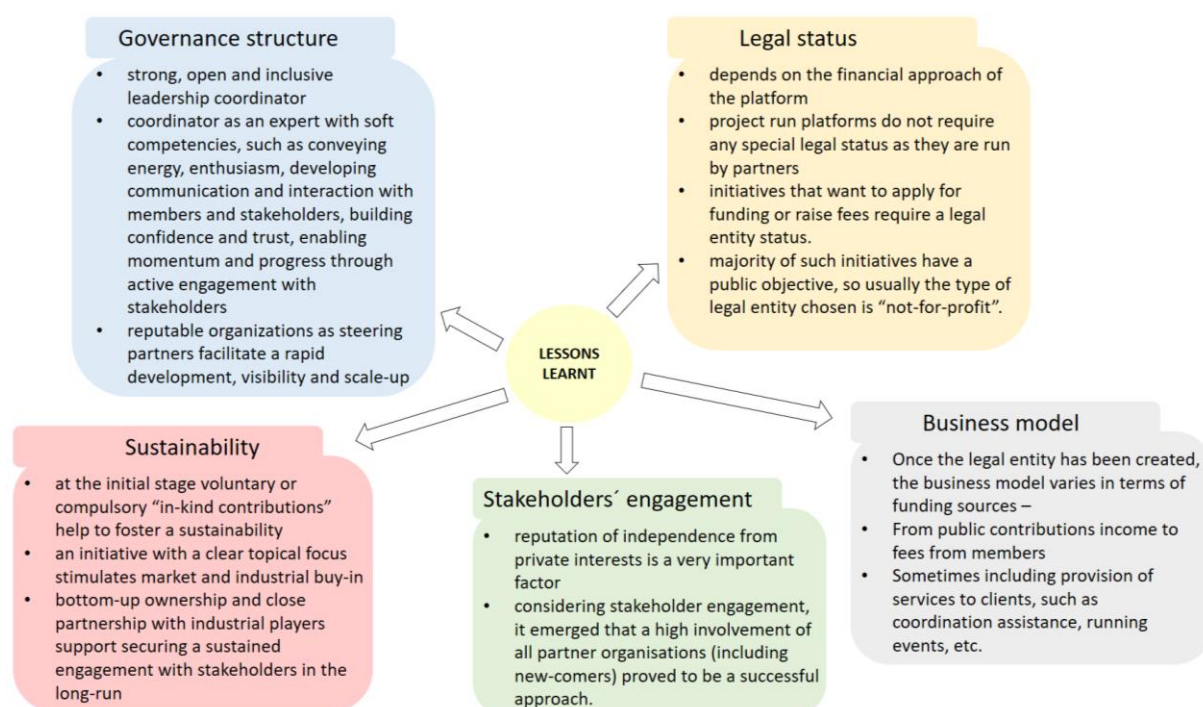 Governance structure
• strong, open and inclusive
leadership coordinator
• coordinator as an expert with soft
competencies, such as conveying
energy, enthusiasm, developing
communication and interaction with
members and stakeholders, building
confidence and trust, enabling
momentum and progress through
active engagement with
stakeholders
• reputable organizations as steering
partners facilitate a rapid
development, visibility and scale-up
Legal status
• depends on the financial approach of
the platform
• project run platforms do not require
any special legal status as they are run
by partners
• initiatives that want to apply for
funding or raise fees require a legal
entity status.
• majority of such initiatives have a
public objective, so usually the type of
legal entity chosen is “not-for-profit”.
LESSONS
LEARNT
Sustainability
• at the initial stage voluntary or
compulsory “in-kind contributions”
help to foster a sustainability
• an initiative with a clear topical focus
stimulates market and industrial buy-in
• bottom-up ownership and close
partnership with industrial players
support securing a sustained
engagement with stakeholders in the
long-run
Stakeholders´ engagement
• reputation of independence from
private interests is a very important
factor
• considering stakeholder engagement,
it emerged that a high involvement of
all partner organisations (including
new-comers) proved to be a successful
approach.
Business model
• Once the legal entity has been created,
the business model varies in terms of
funding sources –
• From public contributions income to
fees from members
• Sometimes including provision of
services to clients, such as
coordination assistance, running
events, etc.